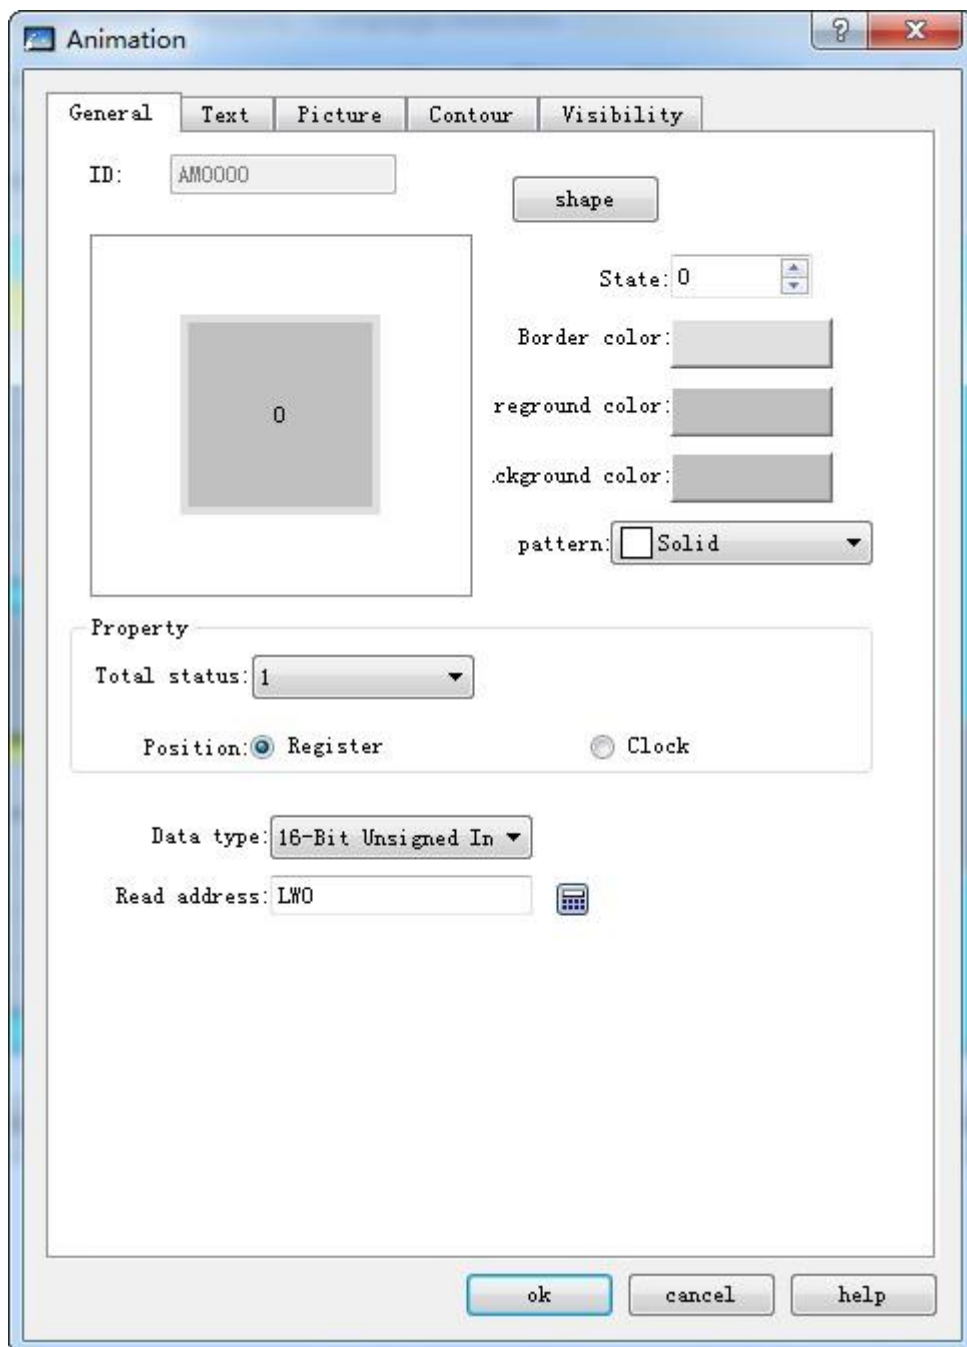 Animation
General Text Picture Contour Visibility
ID: AM0000
shape
State: 0
0
Border color:
reground color:
.ckground color:
pattern: Solid
Property
Total status: 1
Position: Register Clock
Data type: 16-Bit Unsigned In
Read address: LW0
ok cancel help